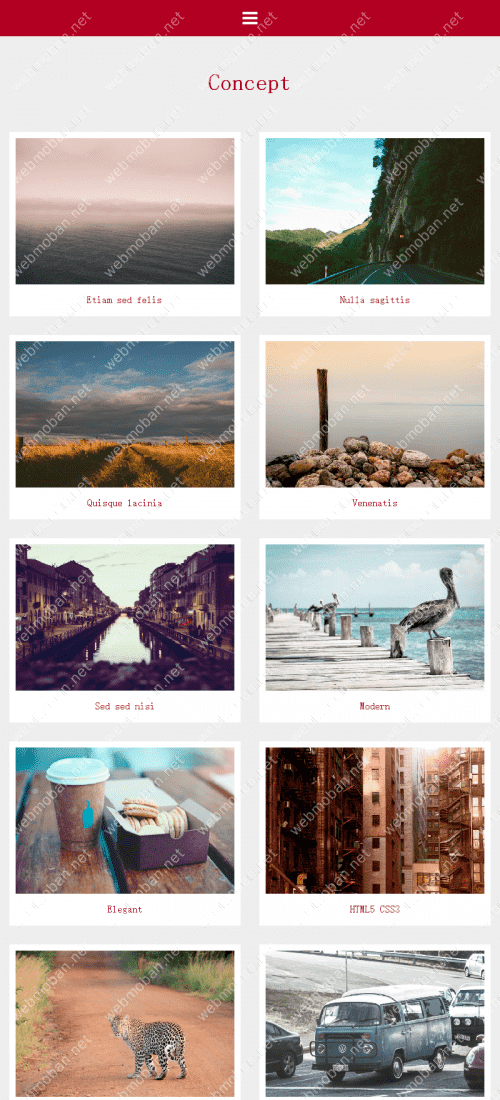 Concept
Etiam sed felis
Nulla sagittis
Quisque lacinia
Venenatis
Sed sed nisi
Modern
Elegant
HTML5 CSS3
webmoban.net